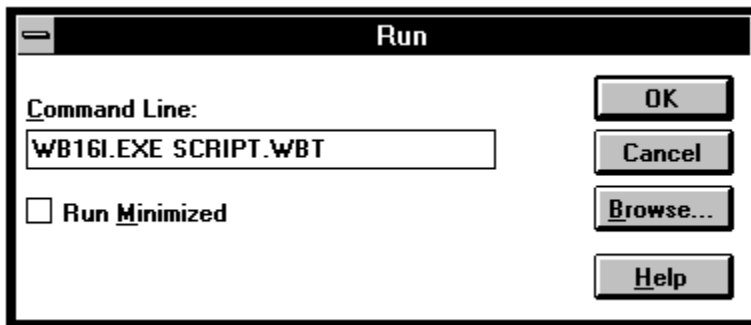 Run
Command Line:
WB16I.EXE SCRIPT.WBT
Run Minimized
OK
Cancel
Browse...
Help